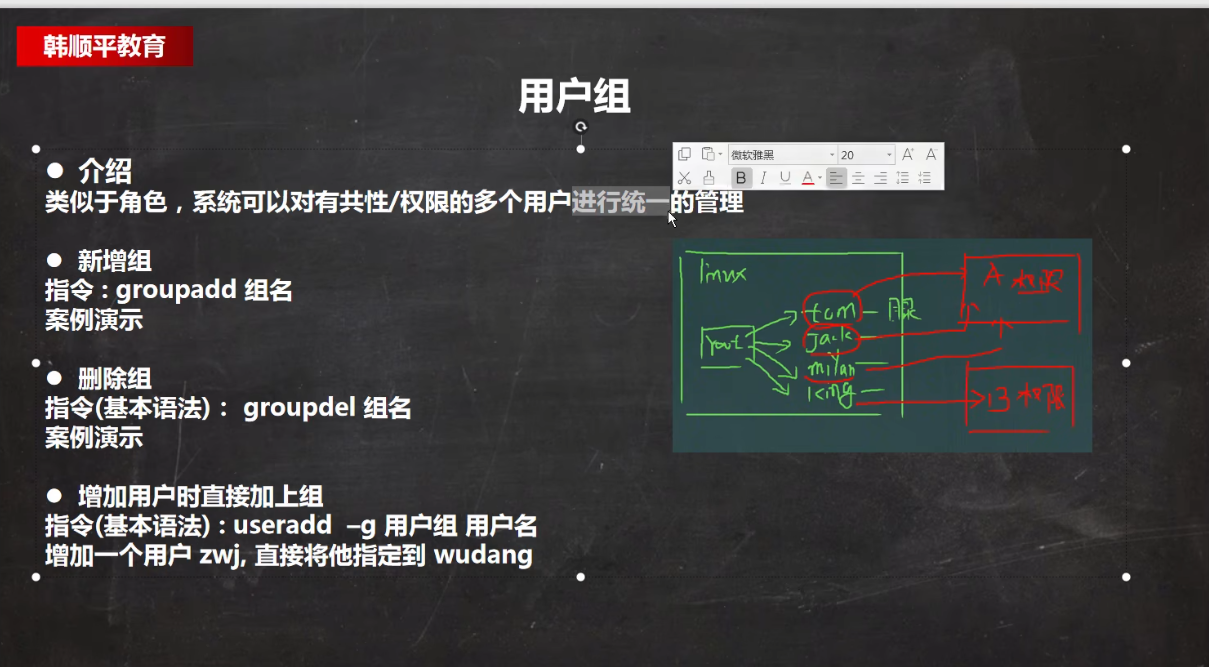 韩顺平教育
用户组
● 介绍
类似于角色，系统可以对有共性/权限的多个用户进行统一的管理
微软雅黑 20
B I U A
● 新增组
指令 : groupadd 组名
案例演示
● 删除组
指令(基本语法)： groupdel 组名
案例演示
● 增加用户时直接加上组
指令(基本语法) : useradd –g 用户组 用户名
增加一个用户 zwj, 直接将他指定到 wudang
linux
A 权限
tom
root
jack
milan
king
权限